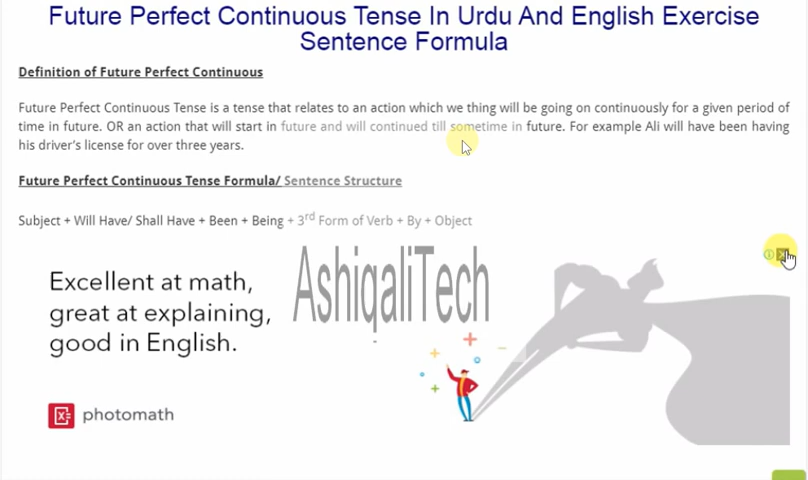 Future Perfect Continuous Tense In Urdu And English Exercise
Sentence Formula
Definition of Future Perfect Continuous
Future Perfect Continuous Tense is a tense that relates to an action which we thing will be going on continuously for a given period of
time in future. OR an action that will start in future and will continued till sometime in future. For example Ali will have been having
his driver's license for over three years.
Future Perfect Continuous Tense Formula/ Sentence Structure
Subject + Will Have/ Shall Have + Been + Being + 3rd Form of Verb + By + Object
AshiqaliTech
Excellent at math,
great at explaining,
good in English.
photomath